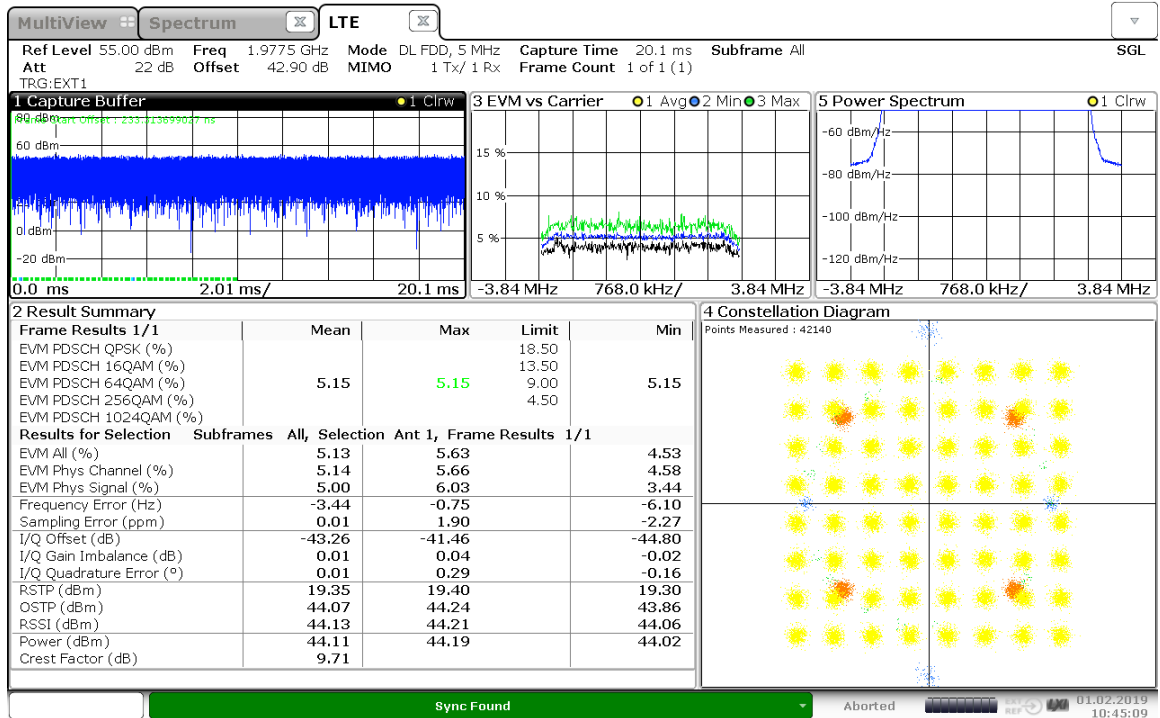 MultiView Spectrum LTE
Ref Level 55.00 dBm Freq 1.9775 GHz Mode DL FDD, 5 MHz Capture Time 20.1 ms Subframe All SGL
Att 22 dB Offset 42.90 dB MIMO 1 Tx/ 1 Rx Frame Count 1 of 1 (1)
TRG:EXT1
1 Capture Buffer 1 Clrw
80 dBm
Frame Start Offset : 233.313699027 ns
60 dBm
0 dBm
-20 dBm
0.0 ms 2.01 ms/ 20.1 ms
3 EVM vs Carrier 1 Avg 2 Min 3 Max
15 %
10 %
5 %
-3.84 MHz 768.0 kHz/ 3.84 MHz
5 Power Spectrum 1 Clrw
-60 dBm/Hz
-80 dBm/Hz
-100 dBm/Hz
-120 dBm/Hz
-3.84 MHz 768.0 kHz/ 3.84 MHz
2 Result Summary
Frame Results 1/1 Mean Max Limit Min
EVM PDSCH QPSK (%) 18.50
EVM PDSCH 16QAM (%) 13.50
EVM PDSCH 64QAM (%) 5.15 5.15 9.00 5.15
EVM PDSCH 256QAM (%) 4.50
EVM PDSCH 1024QAM (%)
Results for Selection Subframes All, Selection Ant 1, Frame Results 1/1
EVM All (%) 5.13 5.63 4.53
EVM Phys Channel (%) 5.14 5.66 4.58
EVM Phys Signal (%) 5.00 6.03 3.44
Frequency Error (Hz) -3.44 -0.75 -6.10
Sampling Error (ppm) 0.01 1.90 -2.27
I/Q Offset (dB) -43.26 -41.46 -44.80
I/Q Gain Imbalance (dB) 0.01 0.04 -0.02
I/Q Quadrature Error (°) 0.01 0.29 -0.16
RSTP (dBm) 19.35 19.40 19.30
OSTP (dBm) 44.07 44.24 43.86
RSSI (dBm) 44.13 44.21 44.06
Power (dBm) 44.11 44.19 44.02
Crest Factor (dB) 9.71
4 Constellation Diagram
Points Measured : 42140
Sync Found
Aborted
EXT
REF
LXI
01.02.2019
10:45:09